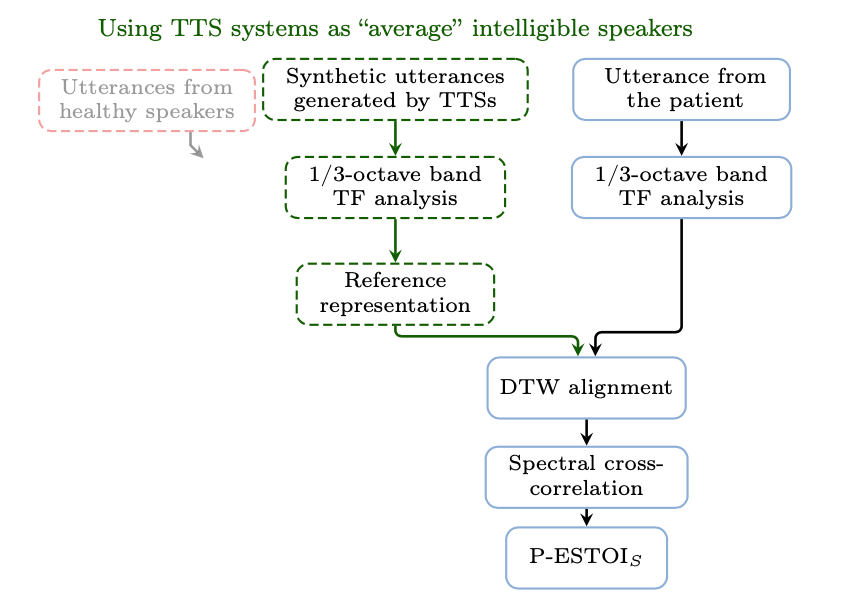 Using TTS systems as “average” intelligible speakers
Utterances from
healthy speakers
Synthetic utterances
generated by TTSs
Utterance from
the patient
1/3-octave band
TF analysis
1/3-octave band
TF analysis
Reference
representation
DTW alignment
Spectral cross-
correlation
P-ESTOI_S